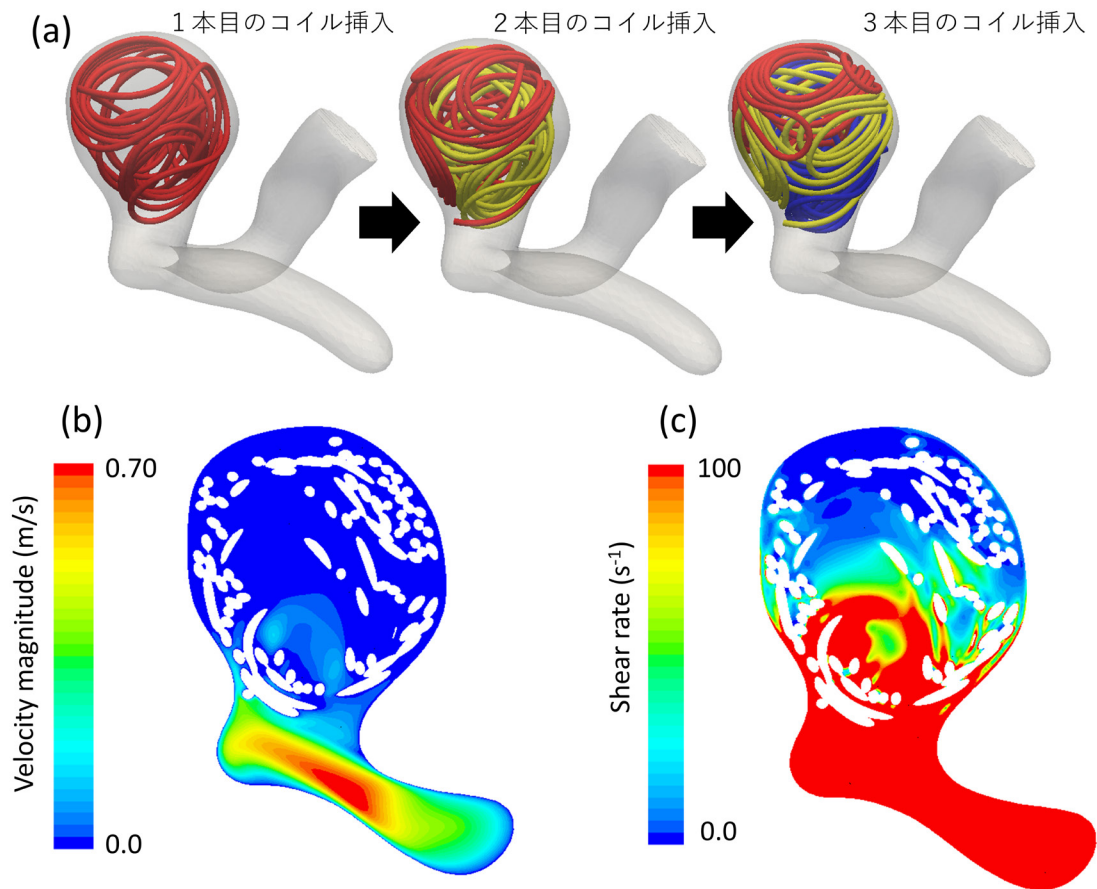 (a)
１本目のコイル挿入
２本目のコイル挿入
３本目のコイル挿入
(b)
0.70
Velocity magnitude (m/s)
0.0
(c)
100
Shear rate (s⁻¹)
0.0